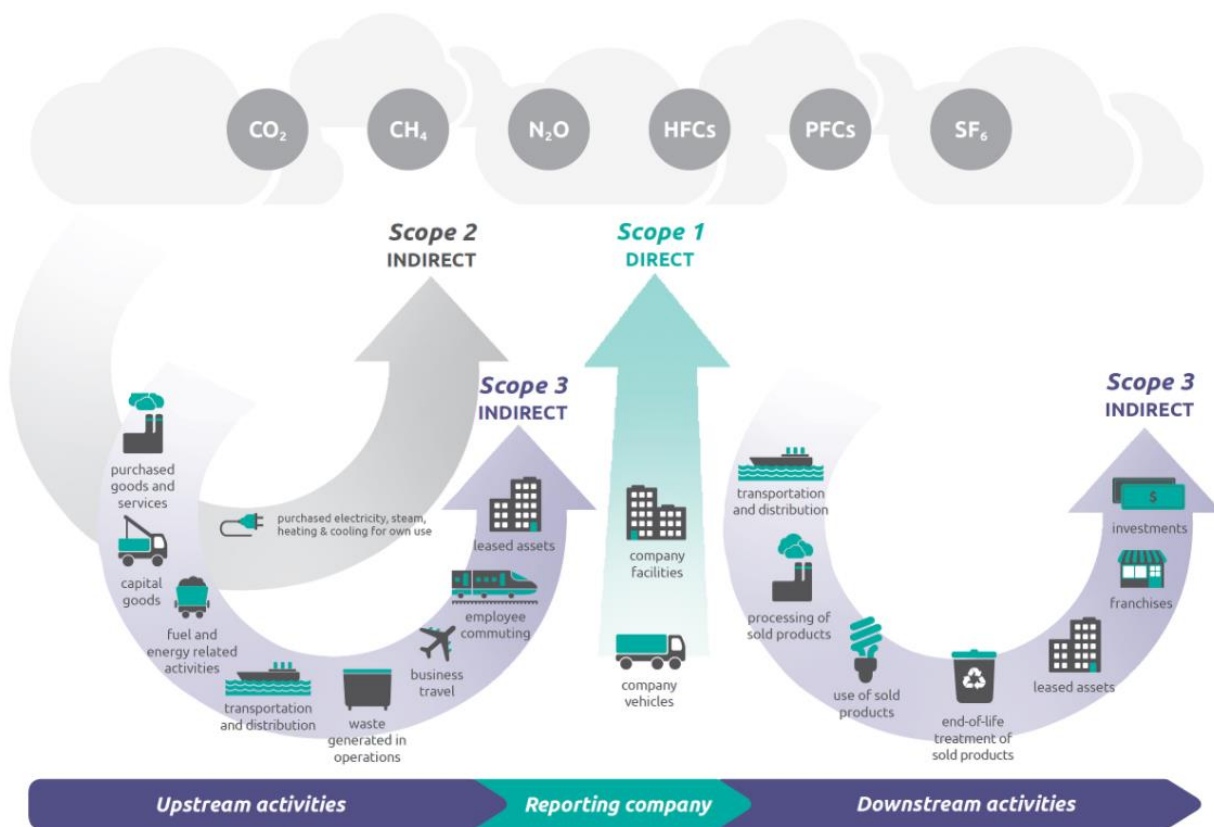 CO₂
CH₄
N₂O
HFCs
PFCs
SF₆
Scope 2
INDIRECT
Scope 1
DIRECT
Scope 3
INDIRECT
Scope 3
INDIRECT
purchased
goods and
services
capital
goods
fuel and
energy related
activities
transportation
and distribution
waste
generated in
operations
business
travel
employee
commuting
leased assets
purchased electricity, steam,
heating & cooling for own use
company
facilities
company
vehicles
transportation
and distribution
processing of
sold products
use of sold
products
end-of-life
treatment of
sold products
leased assets
franchises
$
investments
Upstream activities
Reporting company
Downstream activities